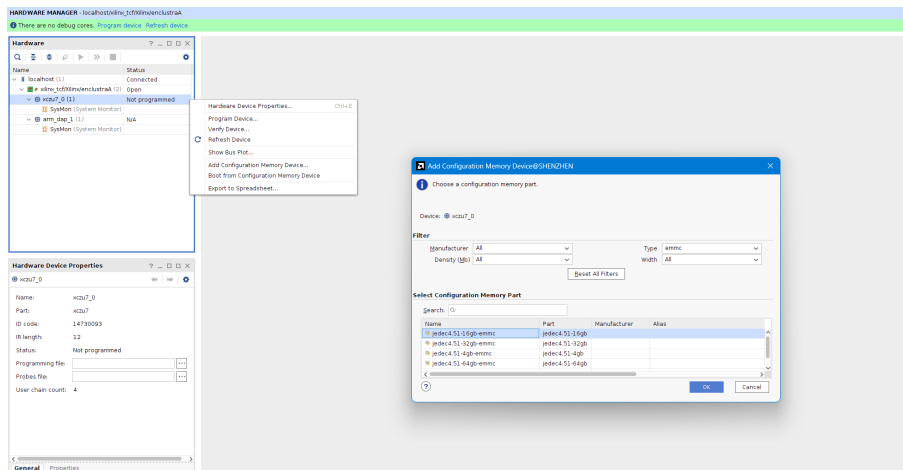 HARDWARE MANAGER - localhost/xilinx_tcf/Xilinx/enclustraA
There are no debug cores. Program device Refresh device
Hardware
Name Status
localhost (1) Connected
xilinx_tcf/Xilinx/enclustraA (2) Open
xczu7_0 (1) Not programmed
SysMon (System Monitor)
arm_dap_1 (1) N/A
SysMon (System Monitor)
Hardware Device Properties... Ctrl+E
Program Device...
Verify Device...
Refresh Device
Show Bus Plot...
Add Configuration Memory Device...
Boot from Configuration Memory Device
Export to Spreadsheet...
Hardware Device Properties
xczu7_0
Name: xczu7_0
Part: xczu7
ID code: 14730093
IR length: 12
Status: Not programmed
Programming file:
Probes file:
User chain count: 4
General Properties
Add Configuration Memory Device@SHENZHEN
Choose a configuration memory part.
Device: xczu7_0
Filter
Manufacturer All Type emmc
Density (Mb) All Width All
Reset All Filters
Select Configuration Memory Part
Search:
Name Part Manufacturer Alias
jedec4.51-16gb-emmc jedec4.51-16gb
jedec4.51-32gb-emmc jedec4.51-32gb
jedec4.51-4gb-emmc jedec4.51-4gb
jedec4.51-64gb-emmc jedec4.51-64gb
OK Cancel